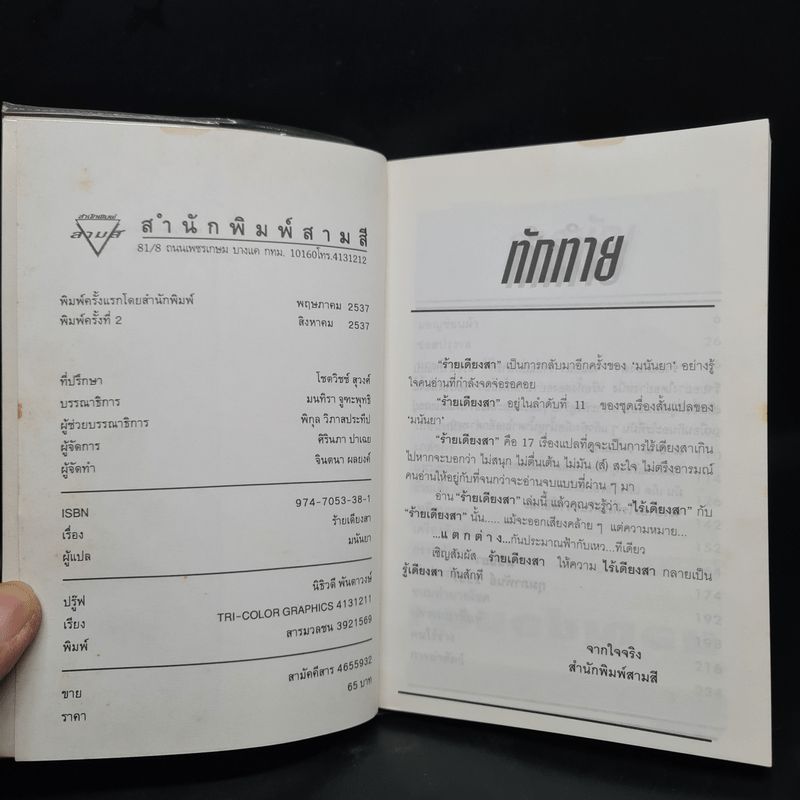 สำนักพิมพ์
สามสี
สำนักพิมพ์สามสี
81/8 ถนนเพชรเกษม บางแค กทม. 10160โทร.4131212
พิมพ์ครั้งแรกโดยสำนักพิมพ์ พฤษภาคม 2537
พิมพ์ครั้งที่ 2 สิงหาคม 2537
ที่ปรึกษา โชตวิชช์ สุวงศ์
บรรณาธิการ มนทิรา จูฑะพุทธิ
ผู้ช่วยบรรณาธิการ พิกุล วิภาสประทีป
ผู้จัดการ ศิรินภา ปาเฉย
ผู้จัดทำ จินตนา ผลยงค์
ISBN 974-7053-38-1
เรื่อง ร้ายเดียงสา
ผู้แปล มนันยา
ปรู๊ฟ นิธิวดี พันตาวงษ์
เรียง TRI-COLOR GRAPHICS 4131211
พิมพ์ สารมวลชน 3921569
ขาย สามัคคีสาร 4655932
ราคา 65 บาท
ทักทาย
"ร้ายเดียงสา" เป็นการกลับมาอีกครั้งของ 'มนันยา' อย่างรู้
ใจคนอ่านที่กำลังจดจ่อรอคอย
"ร้ายเดียงสา" อยู่ในลำดับที่ 11 ของชุดเรื่องสั้นแปลของ
'มนันยา'
"ร้ายเดียงสา" คือ 17 เรื่องแปลที่ดูจะเป็นการไร้เดียงสาเกิน
ไปหากจะบอกว่า ไม่สนุก ไม่ตื่นเต้น ไม่มัน (ส์) สะใจ ไม่ตรึงอารมณ์
คนอ่านให้อยู่กับที่จนกว่าจะอ่านจบแบบที่ผ่าน ๆ มา
อ่าน "ร้ายเดียงสา" เล่มนี้ แล้วคุณจะรู้ว่า.. "ไร้เดียงสา" กับ
"ร้ายเดียงสา" นั้น..... แม้จะออกเสียงคล้าย ๆ แต่ความหมาย...
...แตกต่าง...กันประมาณฟ้ากับเหว...ทีเดียว
เชิญสัมผัส ร้ายเดียงสา ให้ความ ไร้เดียงสา กลายเป็น
รู้เดียงสา กันสักที
จากใจจริง
สำนักพิมพ์สามสี